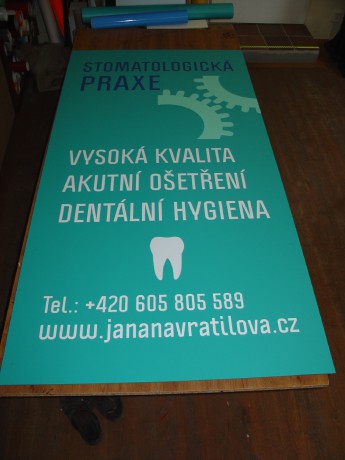 STOMATOLOGICKÁ
PRAXE
VYSOKÁ KVALITA
AKUTNÍ OŠETŘENÍ
DENTÁLNÍ HYGIENA
Tel.: +420 605 805 589
www.jananavratilova.cz